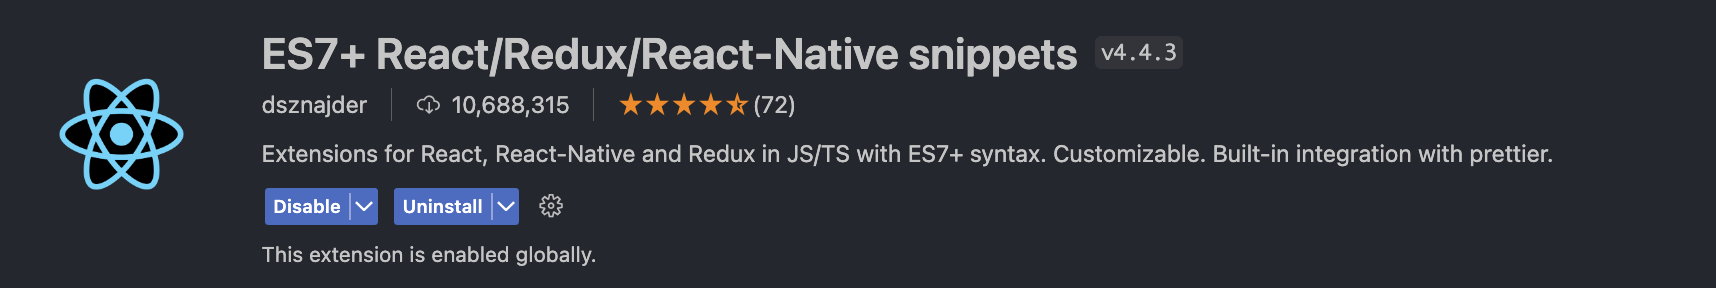 ES7+ React/Redux/React-Native snippets v4.4.3
dsznajder 10,688,315 (72)
Extensions for React, React-Native and Redux in JS/TS with ES7+ syntax. Customizable. Built-in integration with prettier.
Disable Uninstall
This extension is enabled globally.